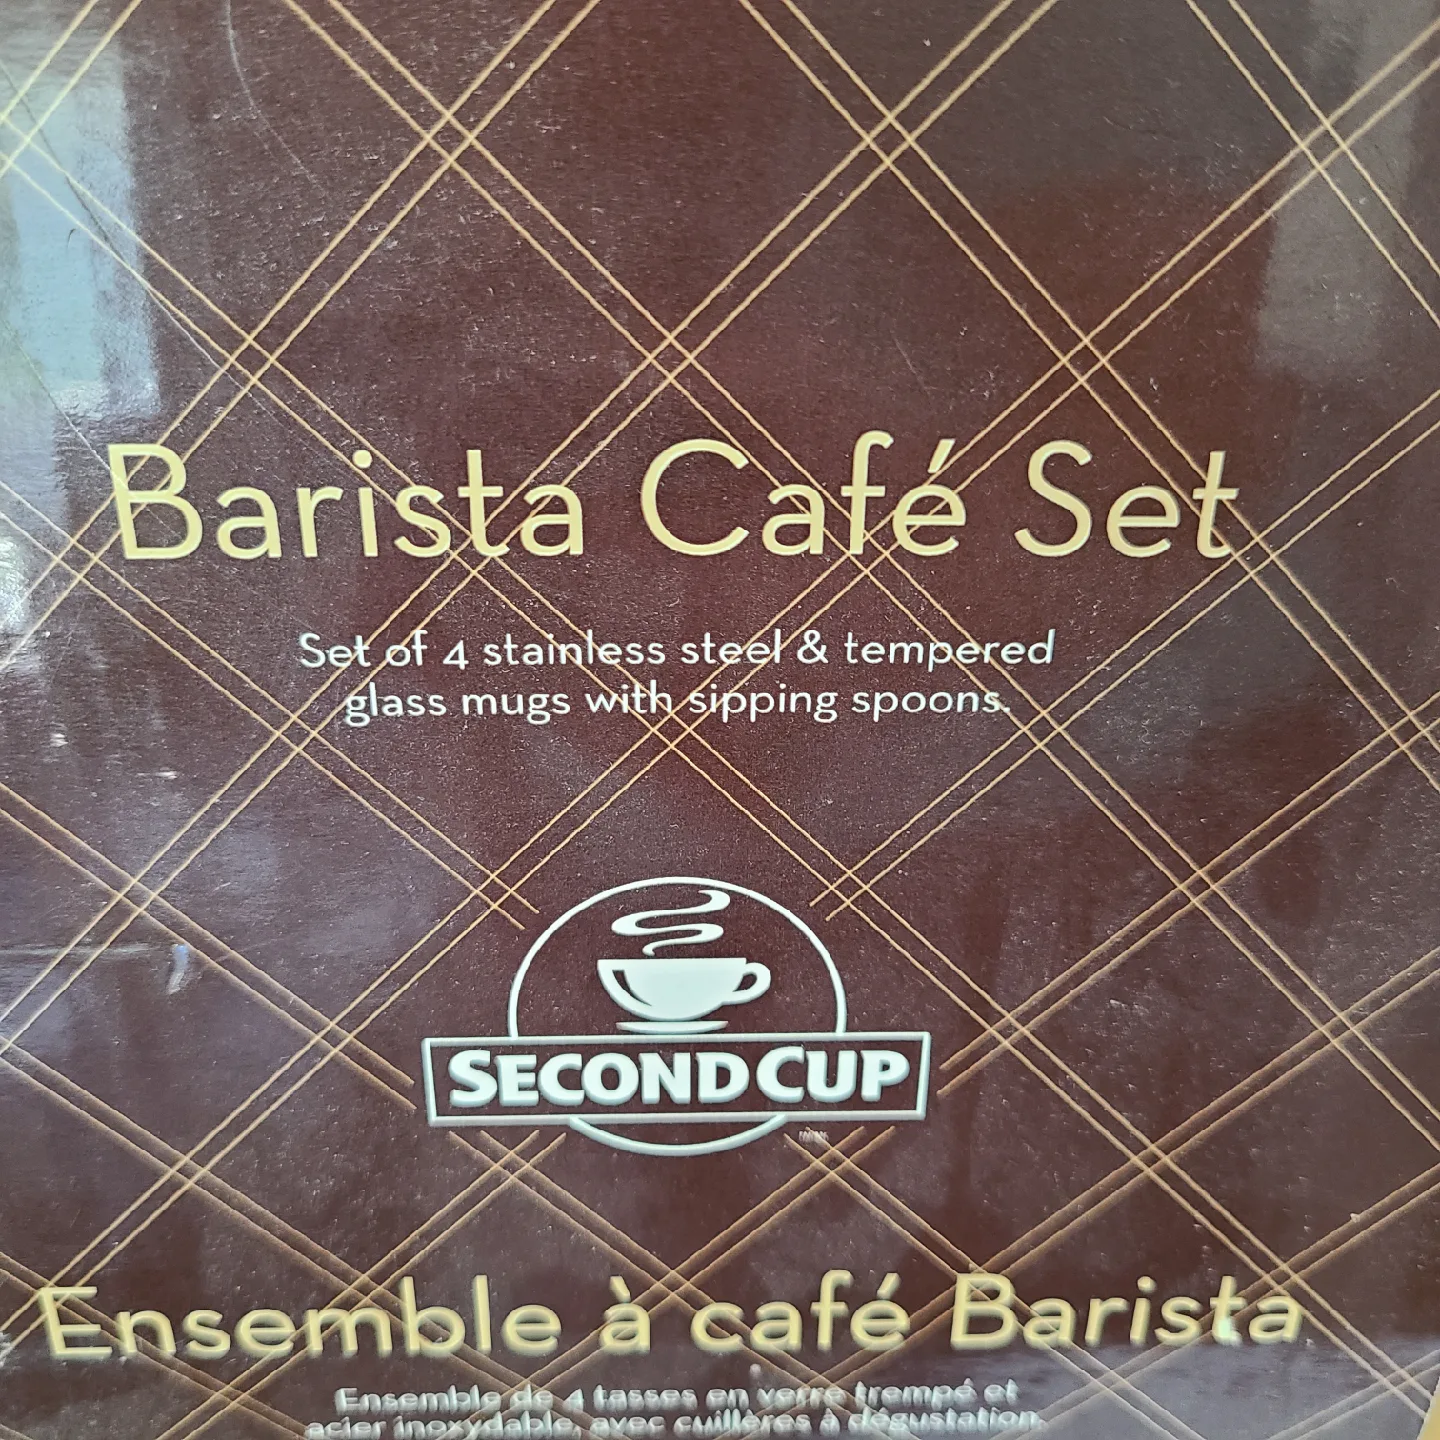 Barista Café Set
Set of 4 stainless steel & tempered
glass mugs with sipping spoons.
SECOND CUP
Ensemble à café Barista
Ensemble de 4 tasses en verre trempé et
acier inoxydable, avec cuillères à dégustation.